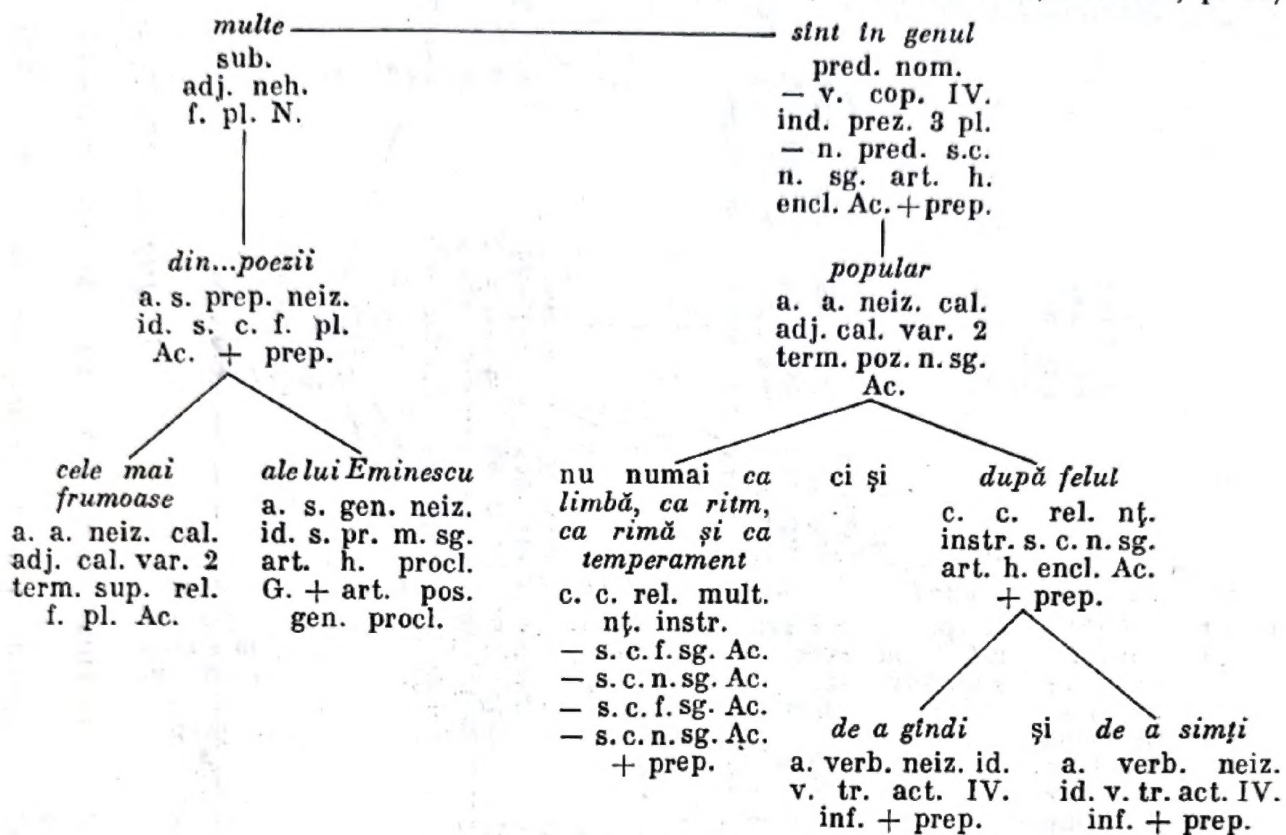 multe
sub.
adj. neh.
f. pl. N.
sînt în genul
pred. nom.
— v. cop. IV.
ind. prez. 3 pl.
— n. pred. s.c.
n. sg. art. h.
encl. Ac. + prep.
din...poezii
a. s. prep. neiz.
id. s. c. f. pl.
Ac. + prep.
popular
a. a. neiz. cal.
adj. cal. var. 2
term. poz. n. sg.
Ac.
cele mai
frumoase
a. a. neiz. cal.
adj. cal. var. 2
term. sup. rel.
f. pl. Ac.
ale lui Eminescu
a. s. gen. neiz.
id. s. pr. m. sg.
art. h. procl.
G. + art. pos.
gen. procl.
nu numai ca
limbă, ca ritm,
ca rimă și ca
temperament
c. c. rel. mult.
nț. instr.
— s. c. f. sg. Ac.
— s. c. n. sg. Ac.
— s. c. f. sg. Ac.
— s. c. n. sg. Ac.
+ prep.
ci și
după felul
c. c. rel. nț.
instr. s. c. n. sg.
art. h. encl. Ac.
+ prep.
de a gîndi
a. verb. neiz. id.
v. tr. act. IV.
inf. + prep.
și
de a simți
a. verb. neiz.
id. v. tr. act. IV.
inf. + prep.